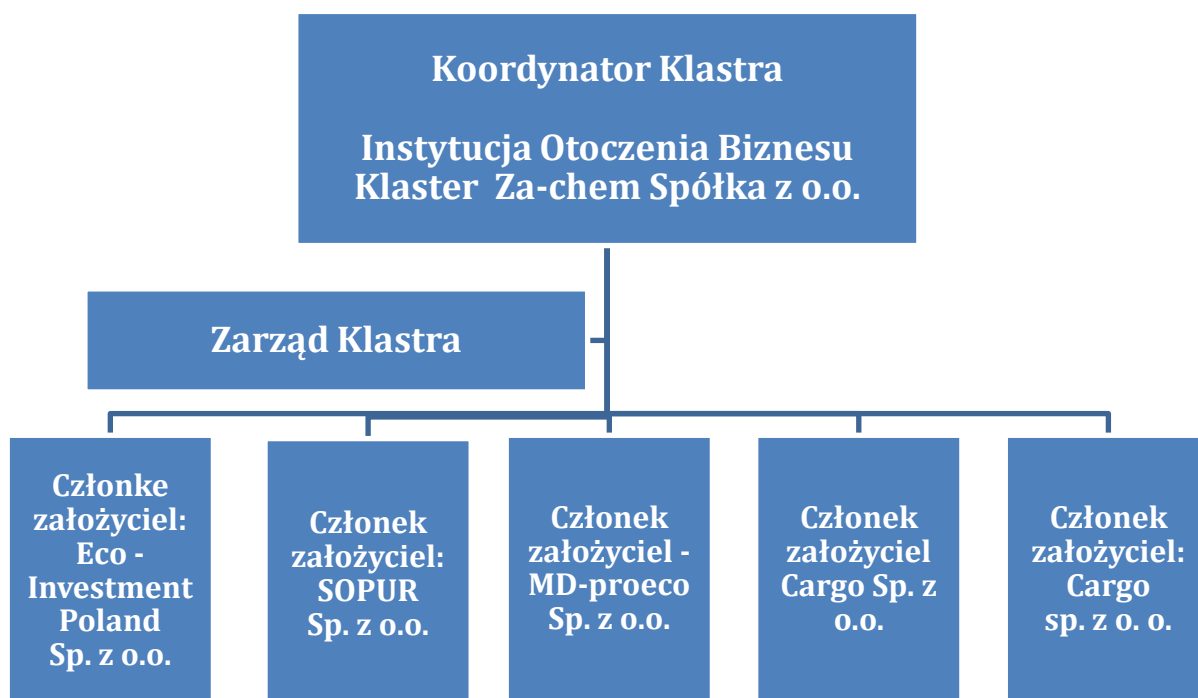 Koordynator Klastra
Instytucja Otoczenia Biznesu
Klaster Za-chem Spółka z o.o.
Zarząd Klastra
Członke
założyciel:
Eco -
Investment
Poland
Sp. z o.o.
Członek
założyciel:
SOPUR
Sp. z o.o.
Członek
założyciel -
MD-proeco
Sp. z o.o.
Członek
założyciel
Cargo Sp. z
o.o.
Członek
założyciel:
Cargo
sp. z o. o.